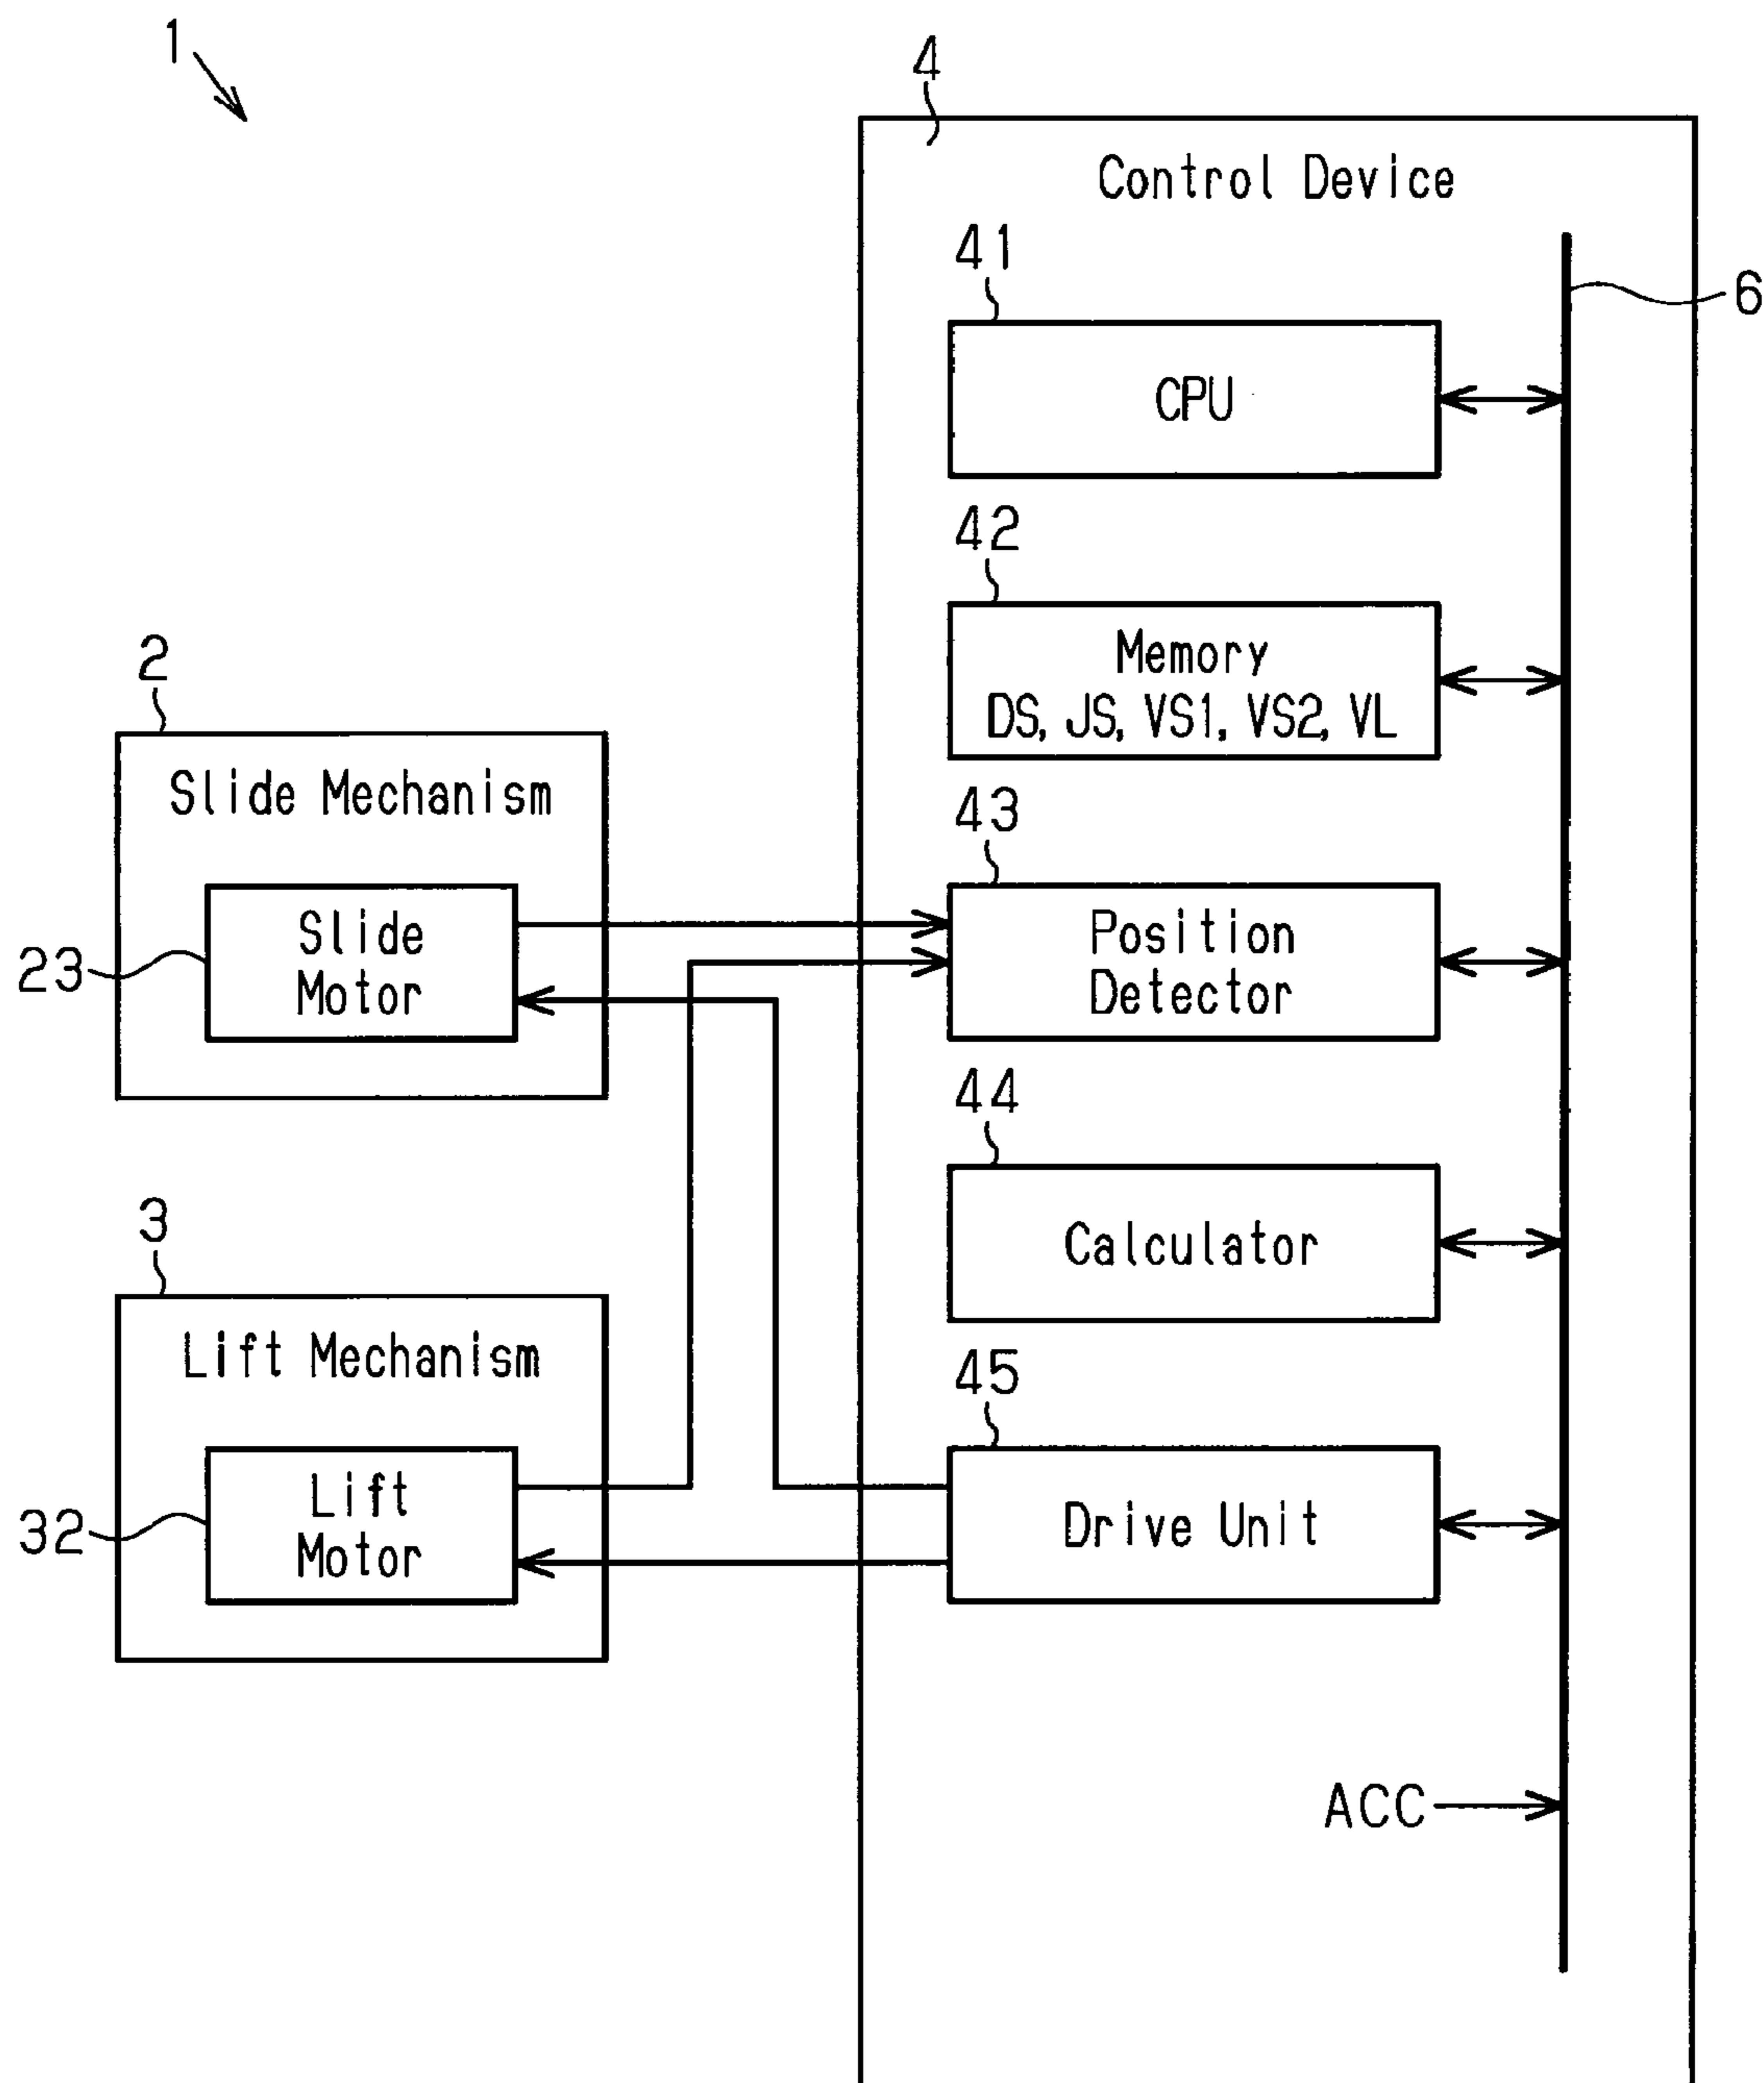 1
4
Control Device
41
6
CPU
42
Memory
DS, JS, VS1, VS2, VL
2
Slide Mechanism
43
Slide
Motor
23
Position
Detector
44
Calculator
3
Lift Mechanism
45
Lift
Motor
32
Drive Unit
ACC